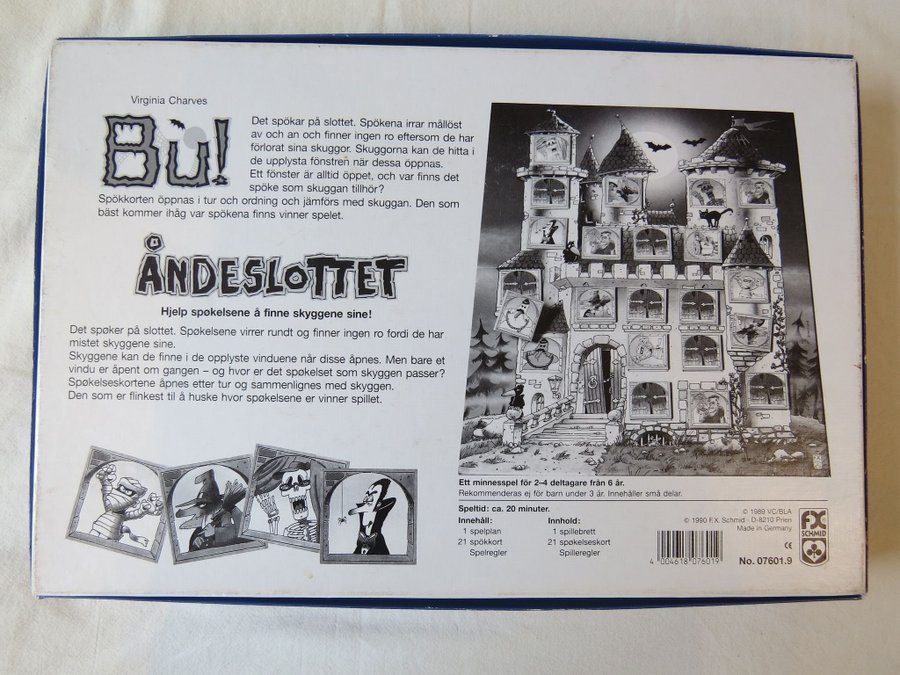 Virginia Charves
Bu!
Det spökar på slottet. Spökena irrar mållöst
av och an och finner ingen ro eftersom de har
förlorat sina skuggor. Skuggorna kan de hitta i
de upplysta fönstren när dessa öppnas.
Ett fönster är alltid öppet, och var finns det
spöke som skuggan tillhör?
Spökkorten öppnas i tur och ordning och jämförs med skuggan. Den som
bäst kommer ihåg var spökena finns vinner spelet.
ÅNDESLOTTET
Hjelp spøkelsene å finne skyggene sine!
Det spøker på slottet. Spøkelsene virrer rundt og finner ingen ro fordi de har
mistet skyggene sine.
Skyggene kan de finne i de opplyste vinduene når disse åpnes. Men bare et
vindu er åpent om gangen – og hvor er det spøkelset som skyggen passer?
Spøkelseskortene åpnes etter tur og sammenlignes med skyggen.
Den som er flinkest til å huske hvor spøkelsene er vinner spillet.
Ett minnesspel för 2–4 deltagare från 6 år.
Rekommenderas ej för barn under 3 år. Innehåller små delar.
Speltid: ca. 20 minuter.
Innehåll:
1 spelplan
21 spökkort
Spelregler
Innhold:
1 spillebrett
21 spøkelseskort
Spilleregler
© 1989 VC/BLA
© 1990 F.X. Schmid · D-8210 Prien
Made in Germany
CE
4 004618 076019
No. 07601.9
FX
SCHMID